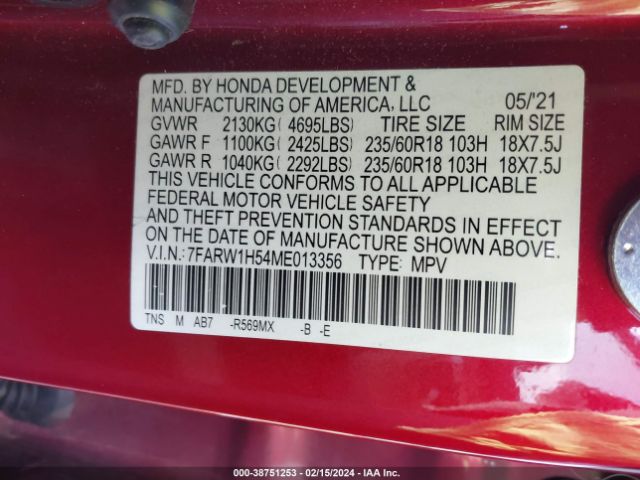 MFD. BY HONDA DEVELOPMENT &
MANUFACTURING OF AMERICA, LLC 05/'21
GVWR 2130KG( 4695LBS) TIRE SIZE RIM SIZE
GAWR F 1100KG( 2425LBS) 235/60R18 103H 18X7.5J
GAWR R 1040KG( 2292LBS) 235/60R18 103H 18X7.5J
THIS VEHICLE CONFORMS TO ALL APPLICABLE
FEDERAL MOTOR VEHICLE SAFETY
AND THEFT PREVENTION STANDARDS IN EFFECT
ON THE DATE OF MANUFACTURE SHOWN ABOVE.
V.I.N.:7FARW1H54ME013356 TYPE: MPV
TNS M AB7 -R569MX -B -E
000-38751253 - 02/15/2024 - IAA Inc.